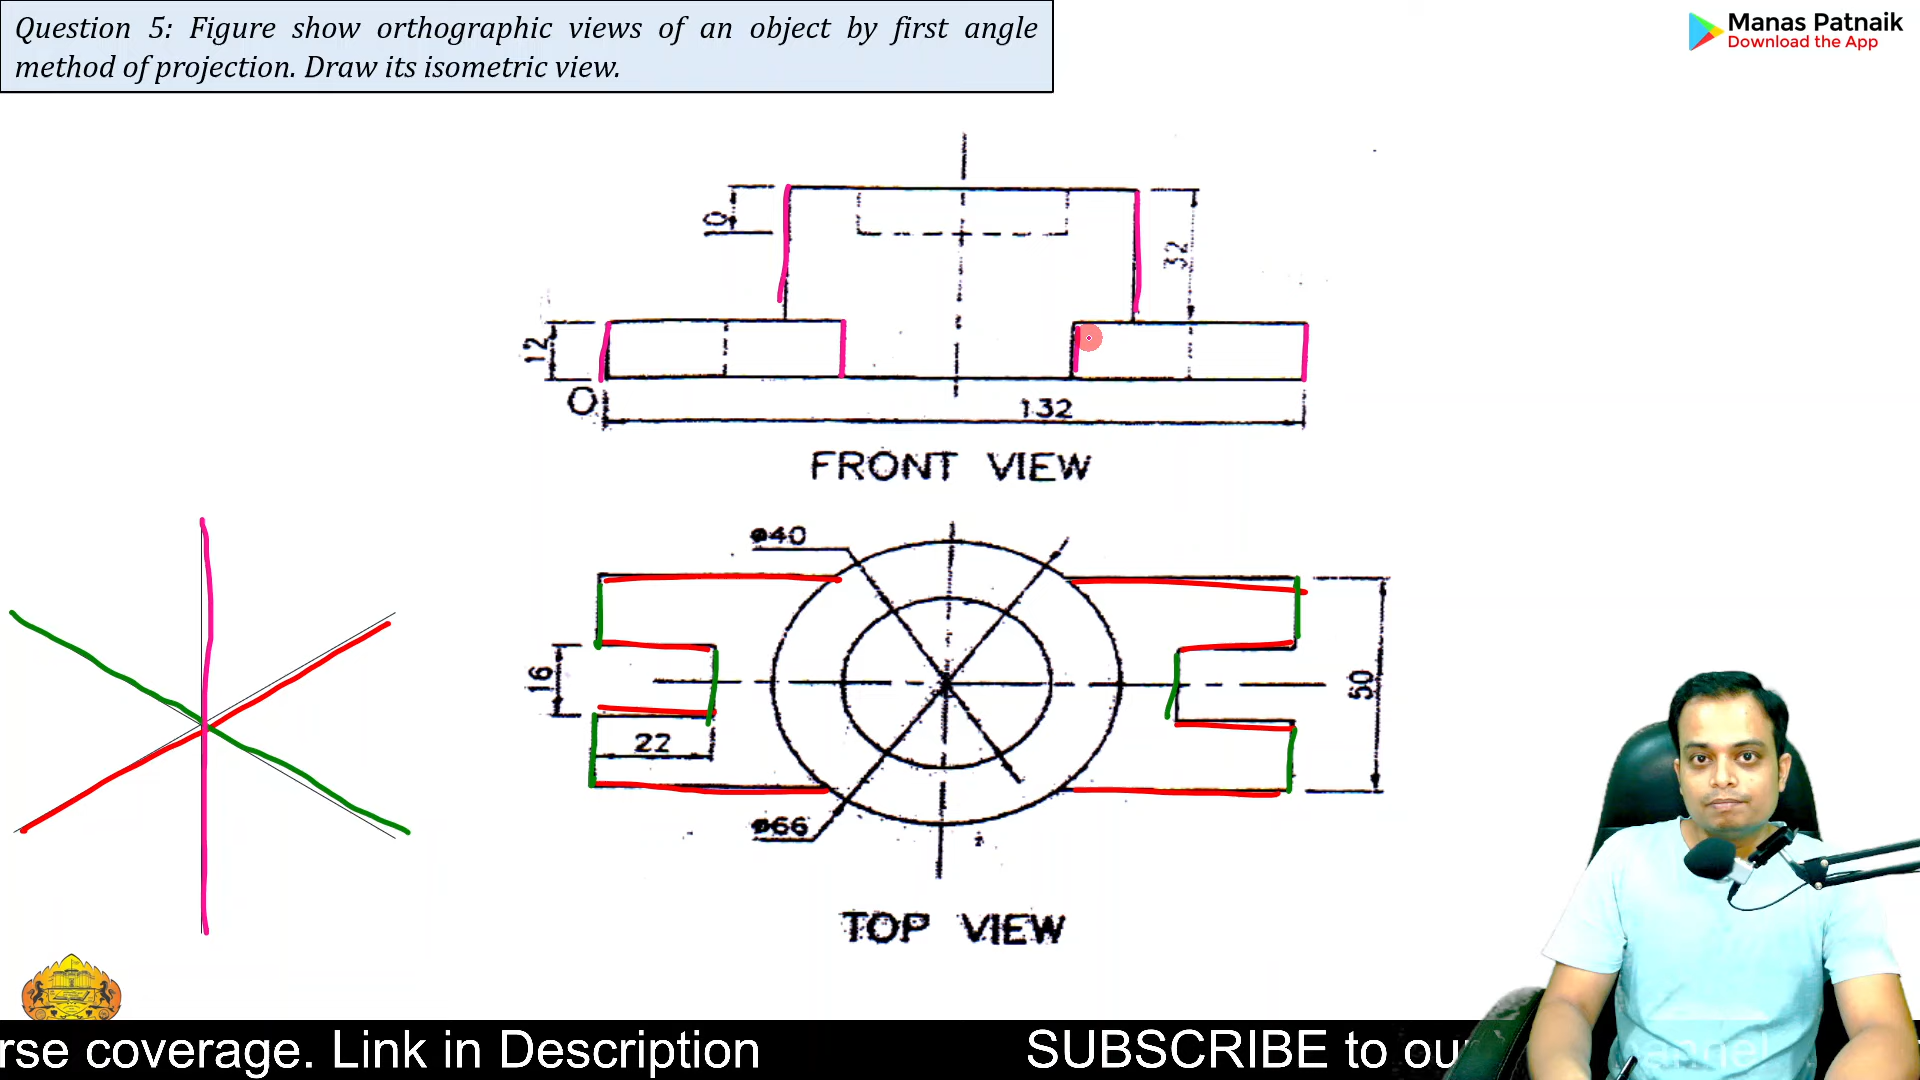 Question 5: Figure show orthographic views of an object by first angle
method of projection. Draw its isometric view.
Manas Patnaik
Download the App
10
32
12
O
132
FRONT VIEW
ø40
16
50
22
ø66
TOP VIEW
rse coverage. Link in Description
SUBSCRIBE to ou